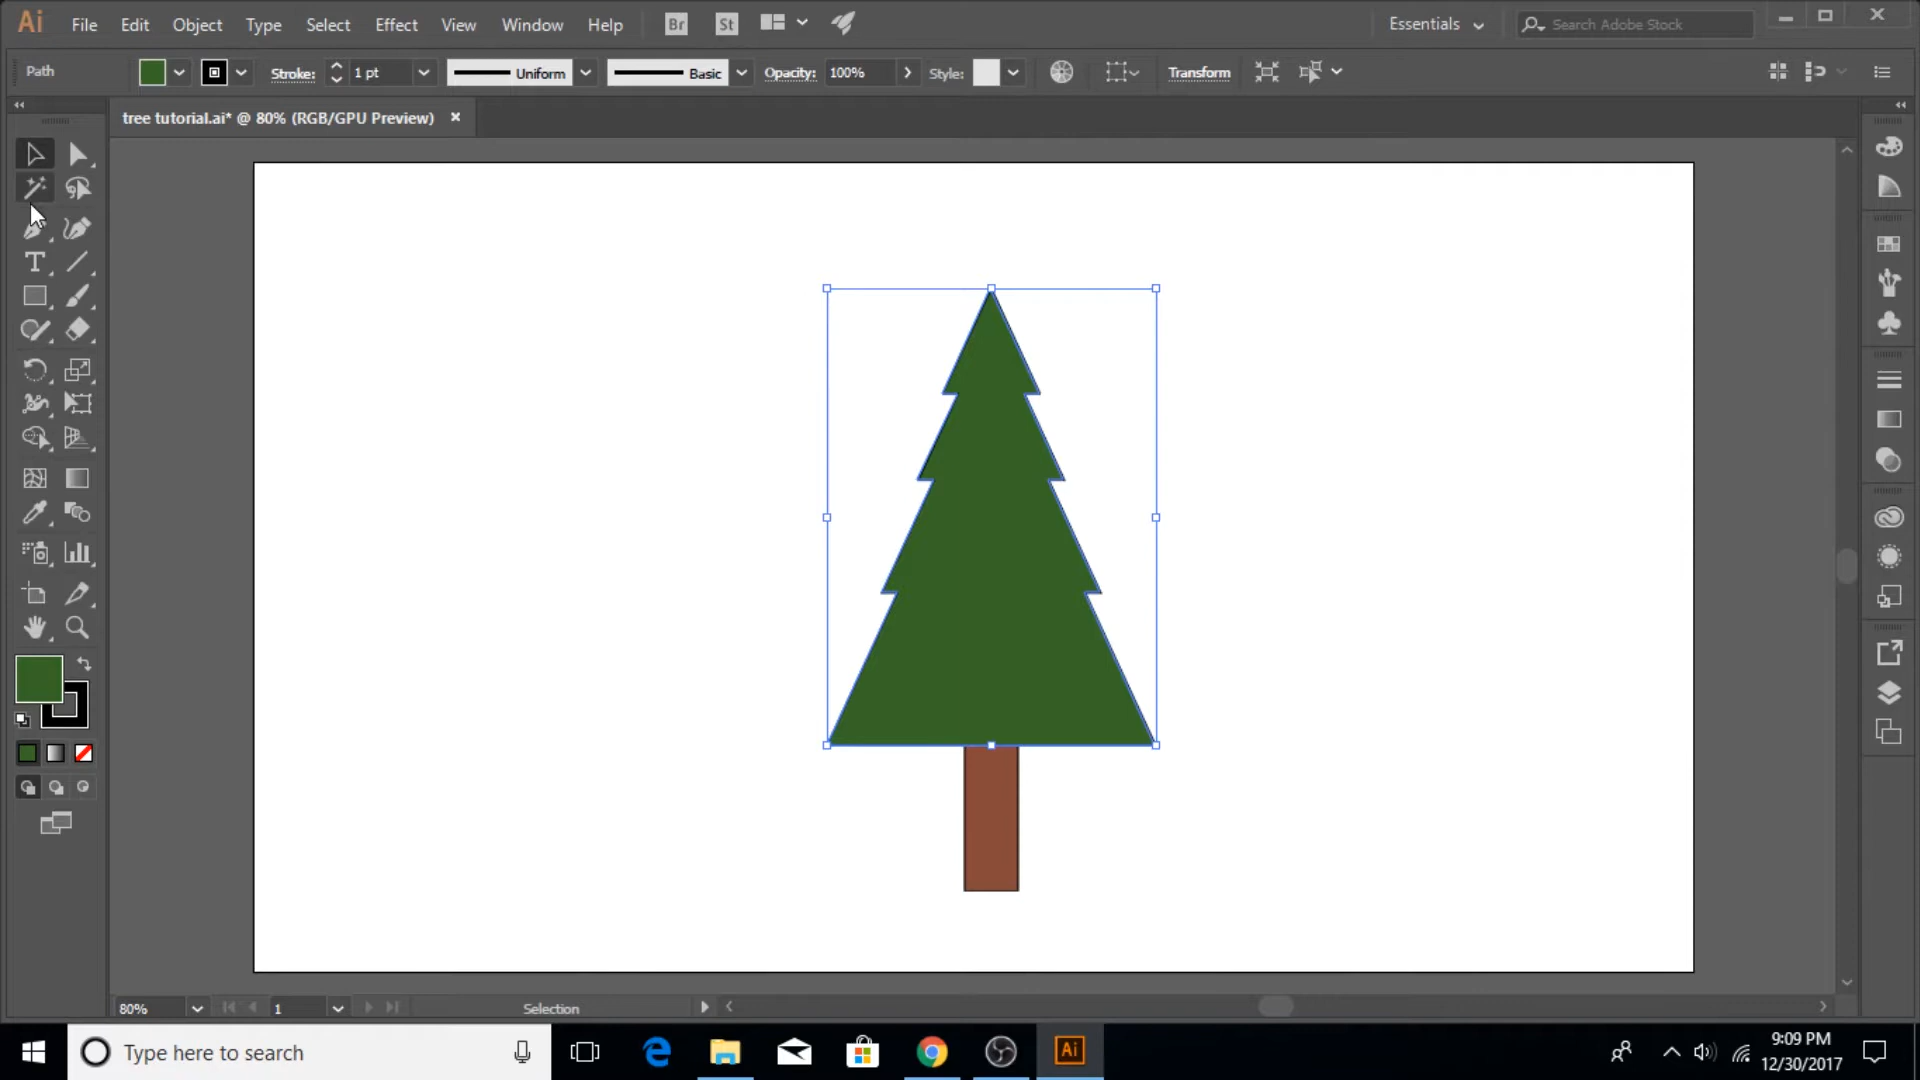 Ai File Edit Object Type Select Effect View Window Help Br St Essentials Search Adobe Stock
Path Stroke: 1 pt Uniform Basic Opacity: 100% Style: Transform
tree tutorial.ai* @ 80% (RGB/GPU Preview)
T
80% 1 Selection
Type here to search Ai 9:09 PM
12/30/2017